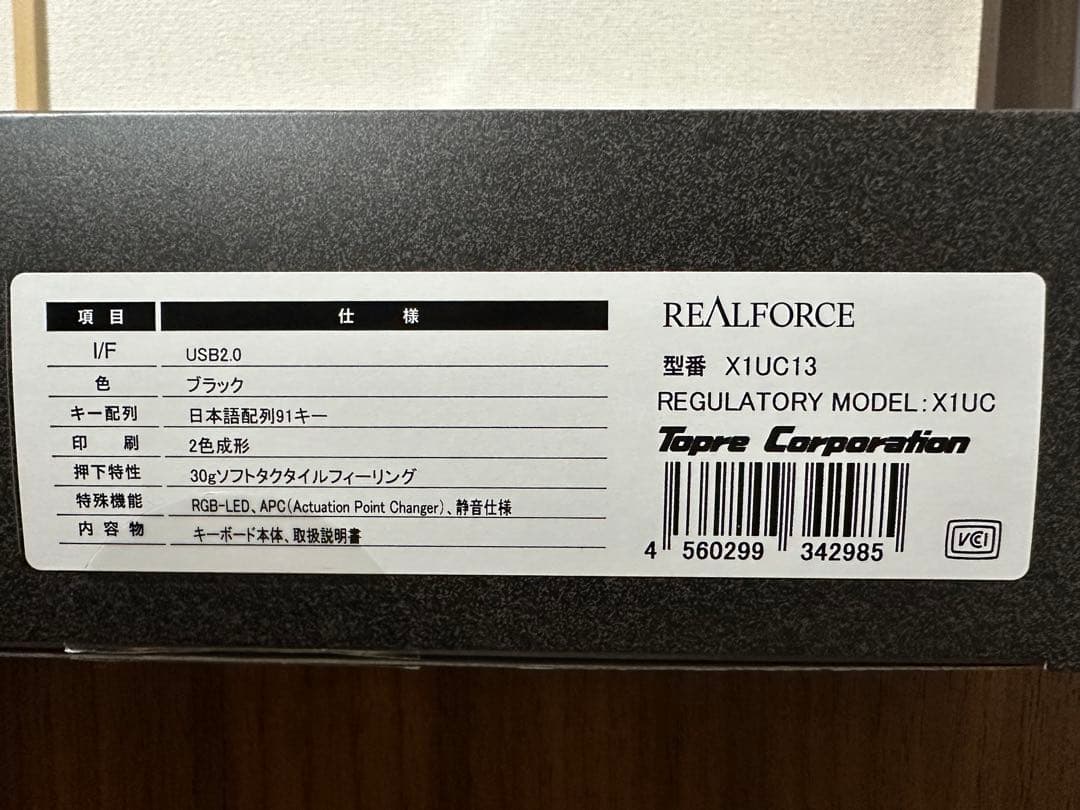 項目 仕様
I/F USB2.0
色 ブラック
キー配列 日本語配列91キー
印刷 2色成形
押下特性 30gソフトタクタイルフィーリング
特殊機能 RGB-LED、APC(Actuation Point Changer)、静音仕様
内容物 キーボード本体、取扱説明書
REALFORCE
型番 X1UC13
REGULATORY MODEL:X1UC
Topre Corporation
4 560299 342985
VCI